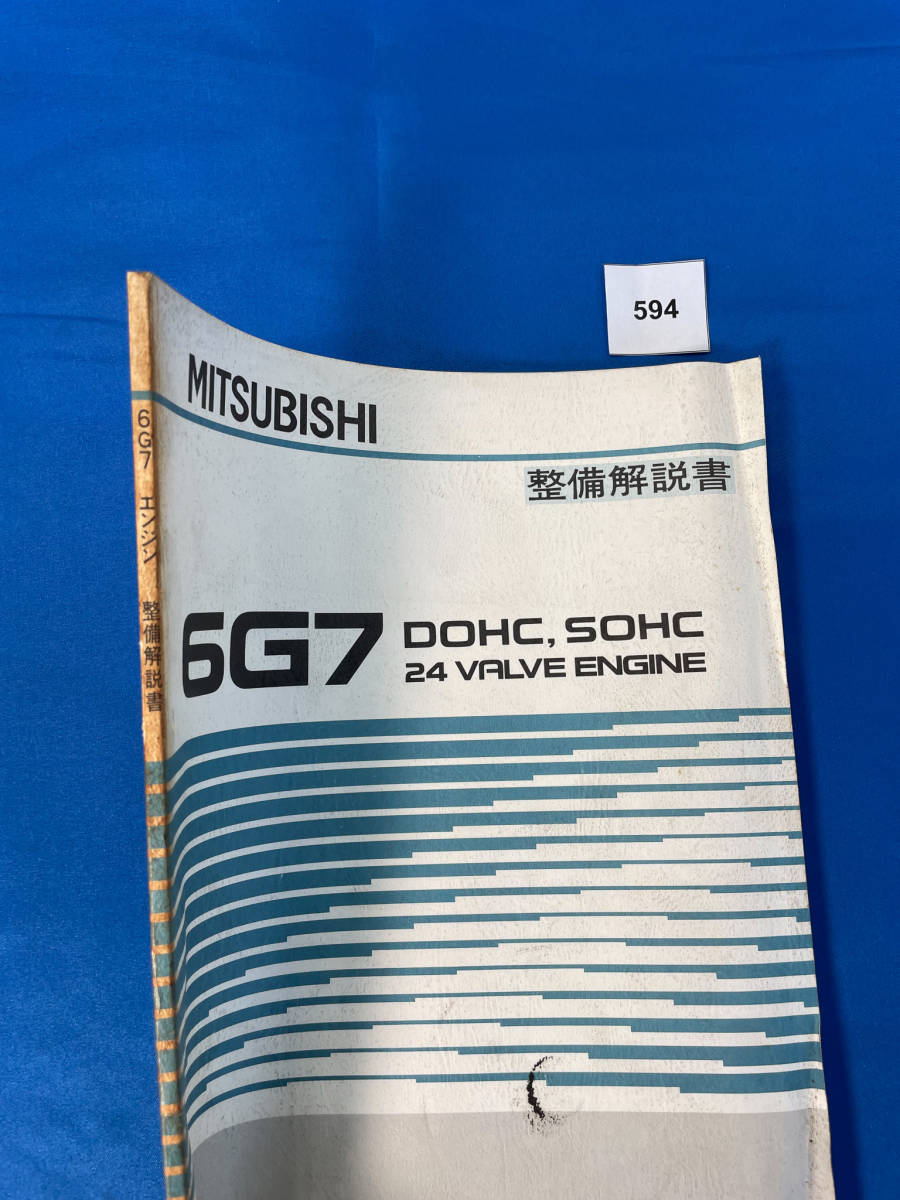 594
MITSUBISHI
整備解説書
6G7 DOHC, SOHC
24 VALVE ENGINE
6G7 エンジン 整備解説書